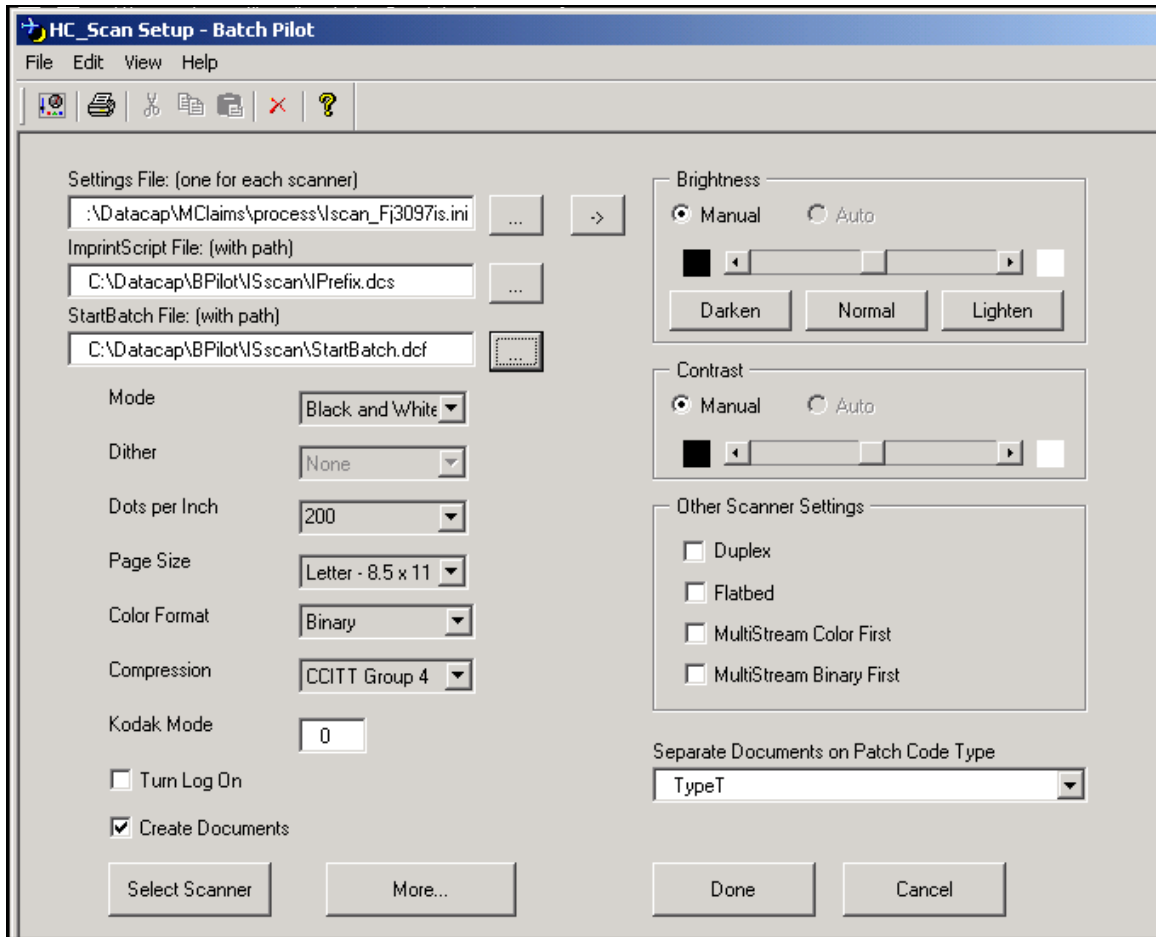 HC_Scan Setup - Batch Pilot
File Edit View Help
Settings File: (one for each scanner)
:\Datacap\MClaims\process\Iscan_Fj3097is.ini
...
->
ImprintScript File: (with path)
C:\Datacap\BPilot\ISscan\IPrefix.dcs
...
StartBatch File: (with path)
C:\Datacap\BPilot\ISscan\StartBatch.dcf
...
Mode
Black and White
Dither
None
Dots per Inch
200
Page Size
Letter - 8.5 x 11
Color Format
Binary
Compression
CCITT Group 4
Kodak Mode
0
Turn Log On
Create Documents
Select Scanner
More...
Brightness
Manual Auto
Darken Normal Lighten
Contrast
Manual Auto
Other Scanner Settings
Duplex
Flatbed
MultiStream Color First
MultiStream Binary First
Separate Documents on Patch Code Type
TypeT
Done
Cancel